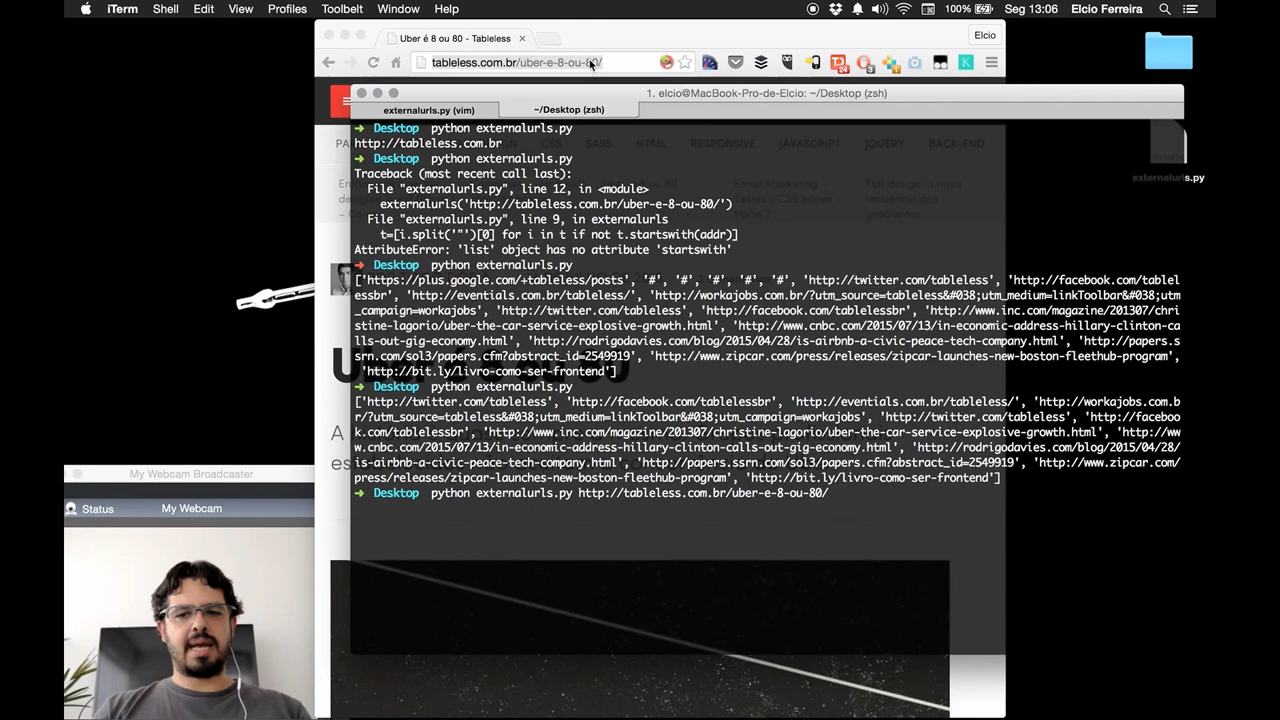 iTerm Shell Edit View Profiles Toolbelt Window Help 100% Seg 13:06 Elcio Ferreira
Uber é 8 ou 80 - Tableless
Elcio
tableless.com.br/uber-e-8-ou-80/
24
3
1. elcio@MacBook-Pro-de-Elcio: ~/Desktop (zsh)
externalurls.py (vim)
~/Desktop (zsh)
➜ Desktop python externalurls.py
http://tableless.com.br
➜ Desktop python externalurls.py
Traceback (most recent call last):
File "externalurls.py", line 12, in <module>
externalurls('http://tableless.com.br/uber-e-8-ou-80/')
File "externalurls.py", line 9, in externalurls
t=[i.split('"')[0] for i in t if not t.startswith(addr)]
AttributeError: 'list' object has no attribute 'startswith'
➜ Desktop python externalurls.py
['https://plus.google.com/+tableless/posts', '#', '#', '#', '#', '#', 'http://twitter.com/tableless', 'http://facebook.com/tablel
essbr', 'http://eventials.com.br/tableless/', 'http://workajobs.com.br/?utm_source=tableless&#038;utm_medium=linkToolbar&#038;utm
_campaign=workajobs', 'http://twitter.com/tableless', 'http://facebook.com/tablelessbr', 'http://www.inc.com/magazine/201307/chri
stine-lagorio/uber-the-car-service-explosive-growth.html', 'http://www.cnbc.com/2015/07/13/in-economic-address-hillary-clinton-ca
lls-out-gig-economy.html', 'http://rodrigodavies.com/blog/2015/04/28/is-airbnb-a-civic-peace-tech-company.html', 'http://papers.s
srn.com/sol3/papers.cfm?abstract_id=2549919', 'http://www.zipcar.com/press/releases/zipcar-launches-new-boston-fleethub-program',
'http://bit.ly/livro-como-ser-frontend']
➜ Desktop python externalurls.py
['http://twitter.com/tableless', 'http://facebook.com/tablelessbr', 'http://eventials.com.br/tableless/', 'http://workajobs.com.b
r/?utm_source=tableless&#038;utm_medium=linkToolbar&#038;utm_campaign=workajobs', 'http://twitter.com/tableless', 'http://faceboo
k.com/tablelessbr', 'http://www.inc.com/magazine/201307/christine-lagorio/uber-the-car-service-explosive-growth.html', 'http://ww
w.cnbc.com/2015/07/13/in-economic-address-hillary-clinton-calls-out-gig-economy.html', 'http://rodrigodavies.com/blog/2015/04/28/
is-airbnb-a-civic-peace-tech-company.html', 'http://papers.ssrn.com/sol3/papers.cfm?abstract_id=2549919', 'http://www.zipcar.com/
press/releases/zipcar-launches-new-boston-fleethub-program', 'http://bit.ly/livro-como-ser-frontend']
➜ Desktop python externalurls.py http://tableless.com.br/uber-e-8-ou-80/
CSS SASS HTML RESPONSIVE JAVASCRIPT JQUERY BACK-END
externalurls.py
My Webcam Broadcaster
Status My Webcam